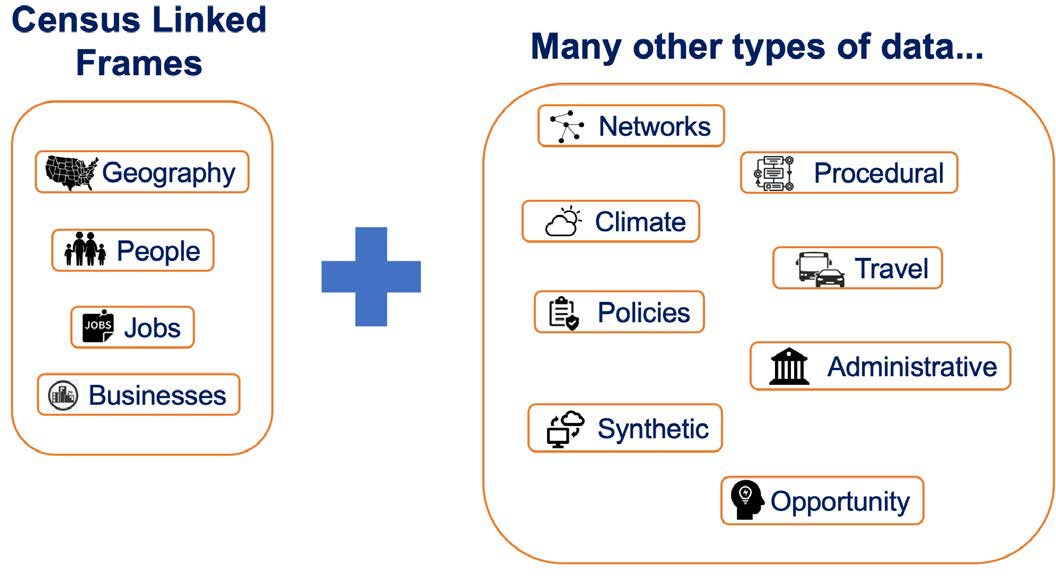 Census Linked
Frames
Geography
People
JOBS
Jobs
Businesses
Many other types of data...
Networks
Procedural
Climate
Travel
Policies
Administrative
Synthetic
Opportunity